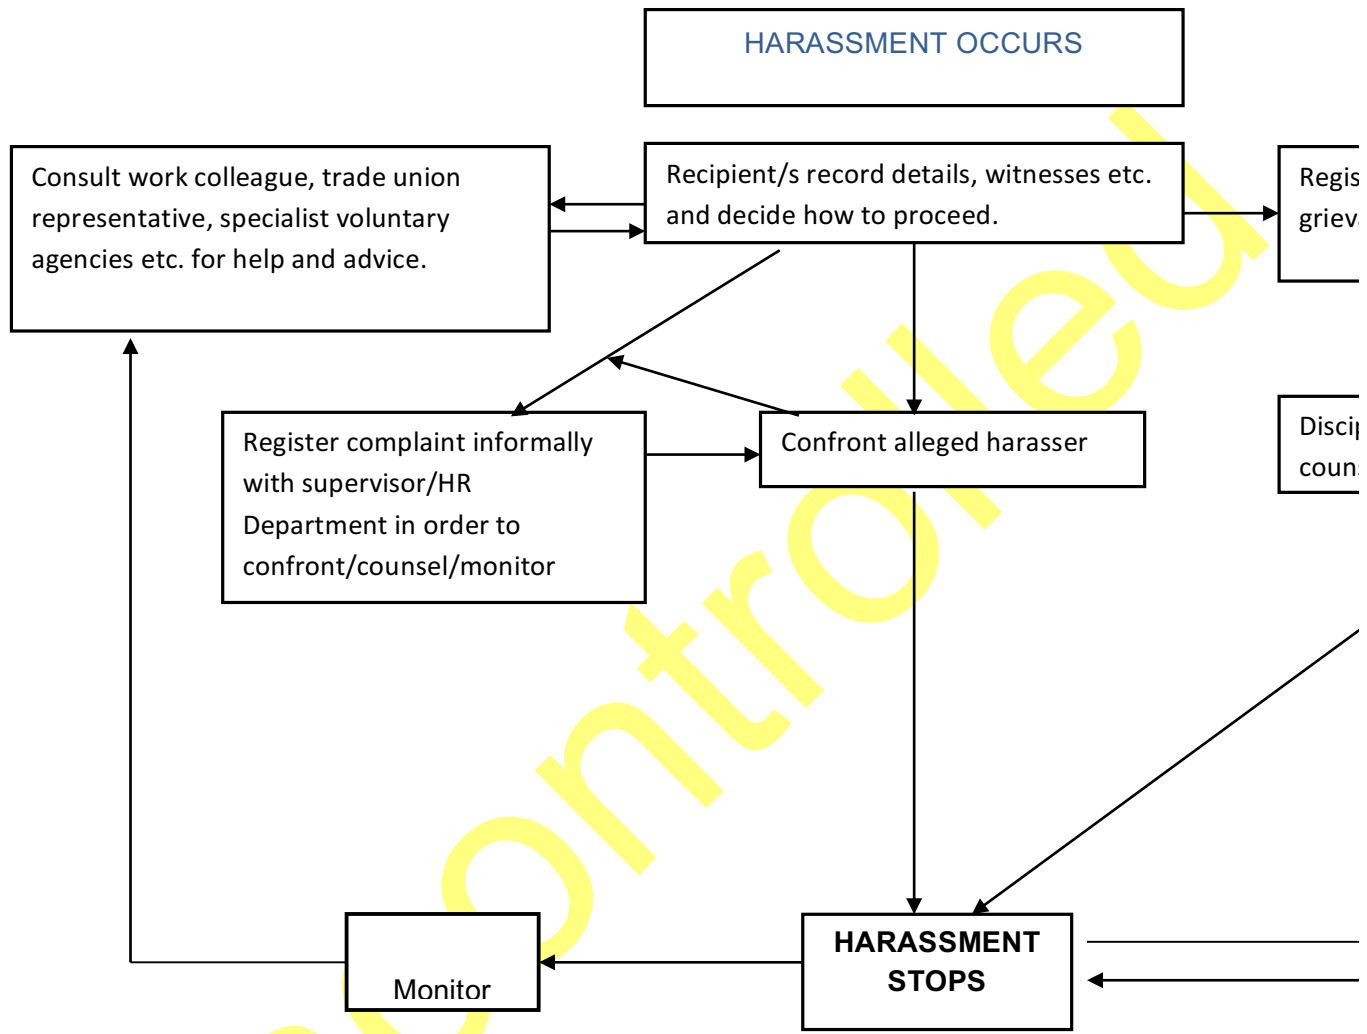 HARASSMENT OCCURS
Consult work colleague, trade union
representative, specialist voluntary
agencies etc. for help and advice.
Recipient/s record details, witnesses etc.
and decide how to proceed.
Register complaint informally
with supervisor/HR
Department in order to
confront/counsel/monitor
Confront alleged harasser
HARASSMENT
STOPS
Monitor
ontrolled